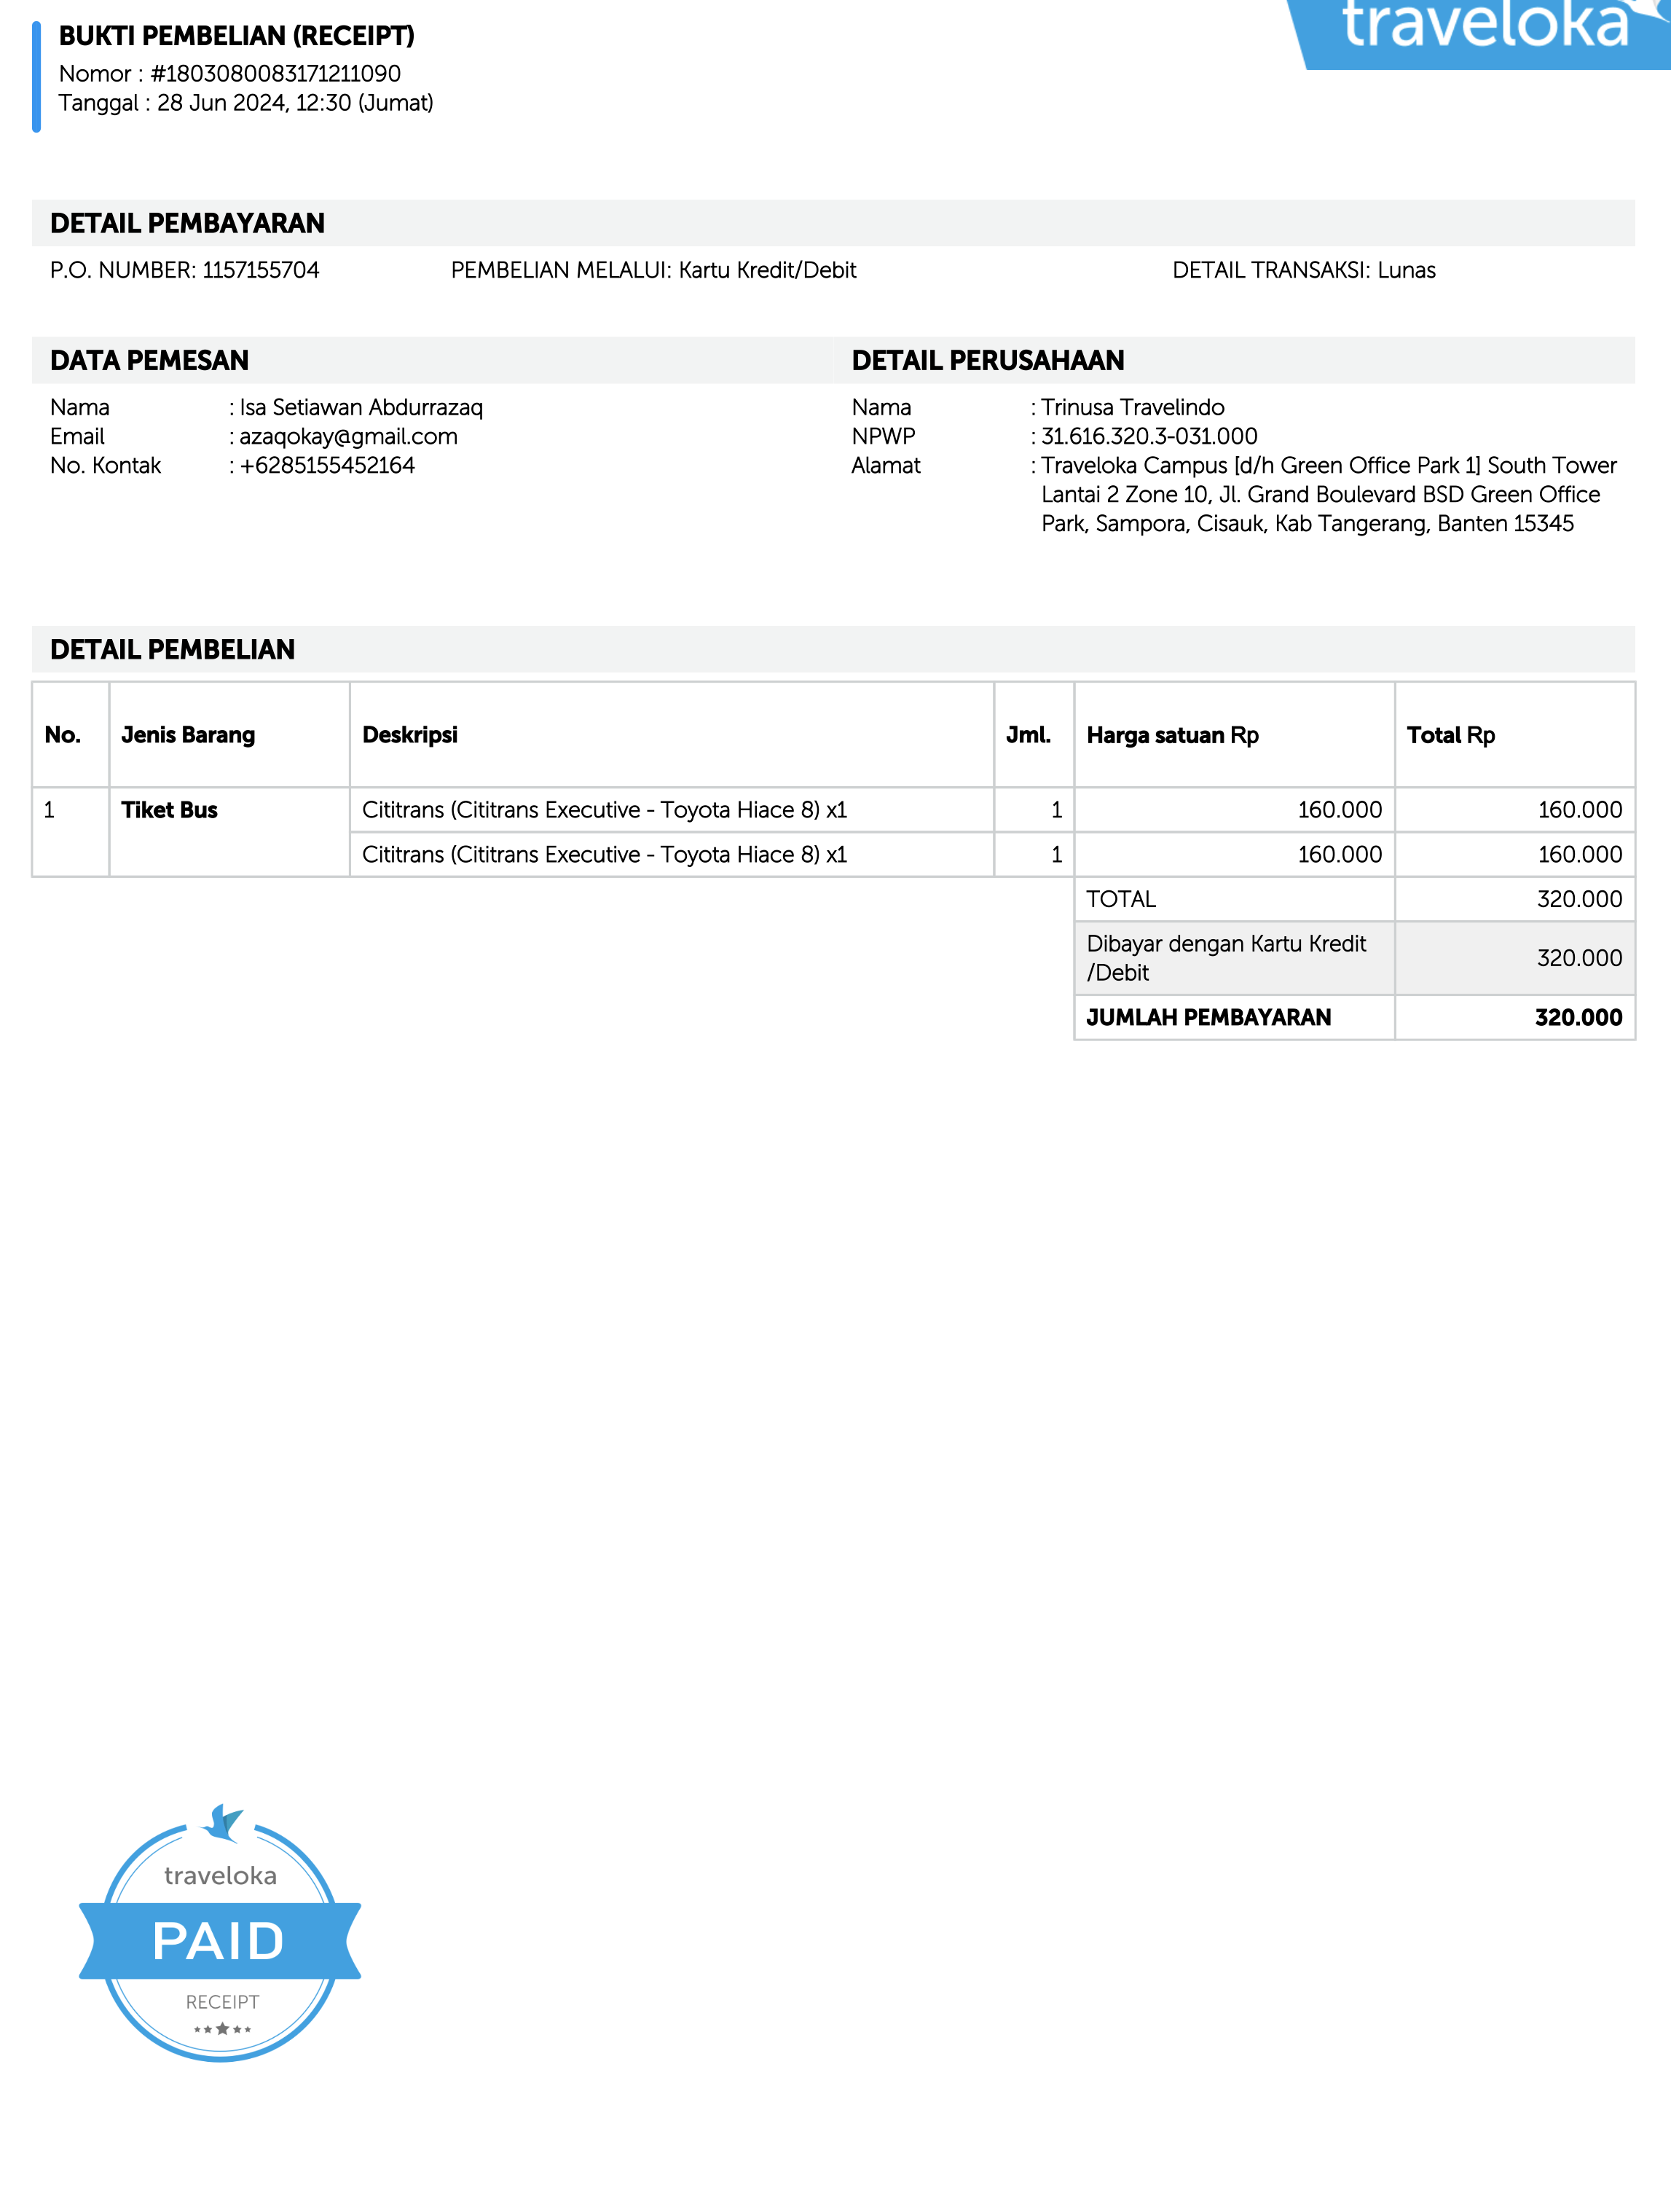 traveloka
BUKTI PEMBELIAN (RECEIPT)
Nomor : #1803080083171211090
Tanggal : 28 Jun 2024, 12:30 (Jumat)
DETAIL PEMBAYARAN
P.O. NUMBER: 1157155704 PEMBELIAN MELALUI: Kartu Kredit/Debit DETAIL TRANSAKSI: Lunas
DATA PEMESAN
Nama : Isa Setiawan Abdurrazaq
Email : azaqokay@gmail.com
No. Kontak : +6285155452164
DETAIL PERUSAHAAN
Nama : Trinusa Travelindo
NPWP : 31.616.320.3-031.000
Alamat : Traveloka Campus [d/h Green Office Park 1] South Tower
Lantai 2 Zone 10, Jl. Grand Boulevard BSD Green Office
Park, Sampora, Cisauk, Kab Tangerang, Banten 15345
DETAIL PEMBELIAN
No. Jenis Barang Deskripsi Jml. Harga satuan Rp Total Rp
1 Tiket Bus Cititrans (Cititrans Executive - Toyota Hiace 8) x1 1 160.000 160.000
Cititrans (Cititrans Executive - Toyota Hiace 8) x1 1 160.000 160.000
TOTAL 320.000
Dibayar dengan Kartu Kredit
/Debit 320.000
JUMLAH PEMBAYARAN 320.000
traveloka
PAID
RECEIPT